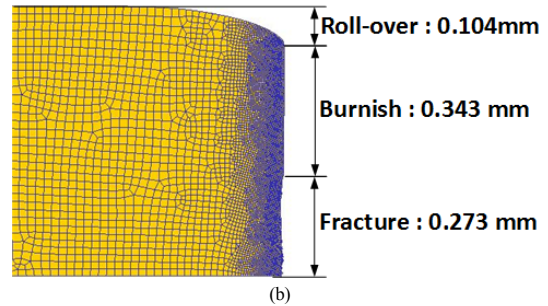 Roll-over : 0.104mm
Burnish : 0.343 mm
Fracture : 0.273 mm
(b)